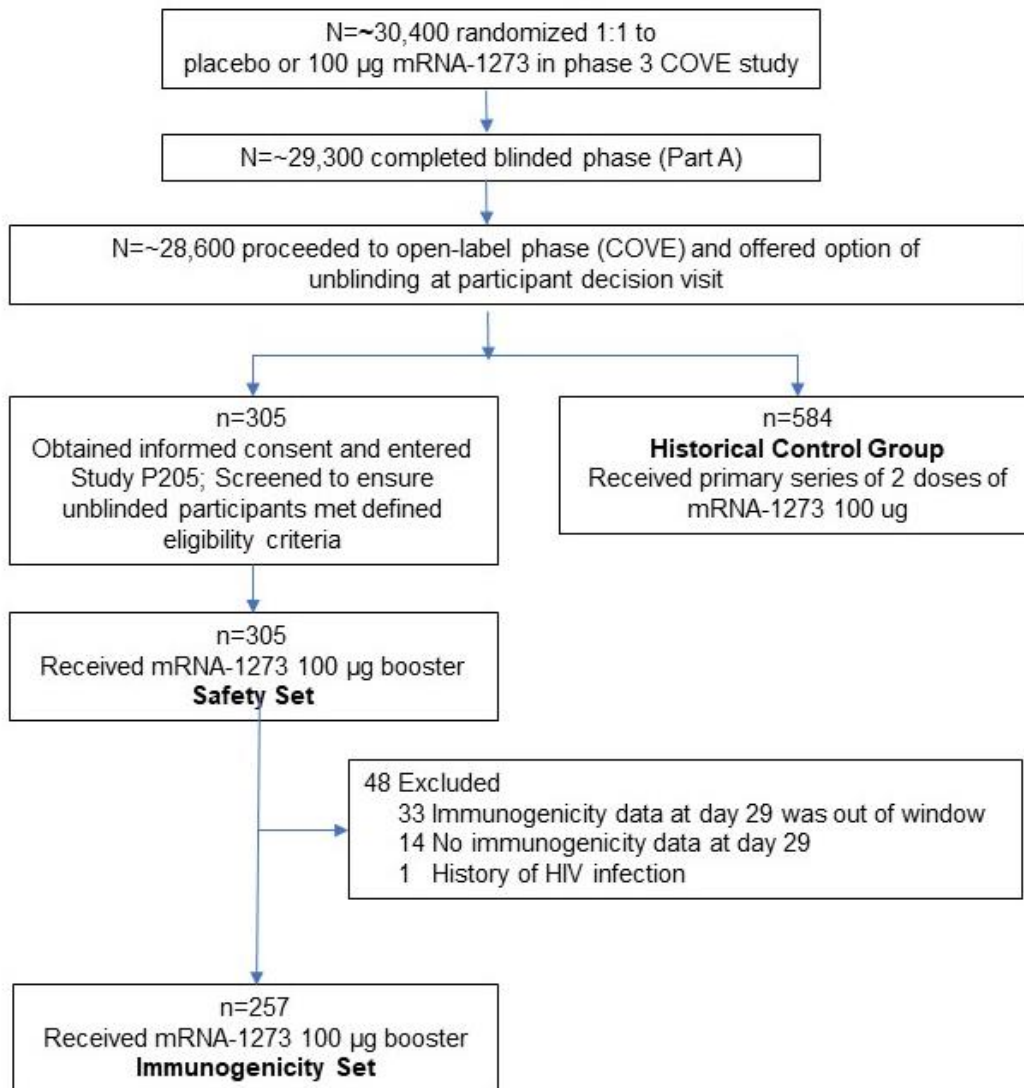 N=~30,400 randomized 1:1 to
placebo or 100 µg mRNA-1273 in phase 3 COVE study
N=~29,300 completed blinded phase (Part A)
N=~28,600 proceeded to open-label phase (COVE) and offered option of
unblinding at participant decision visit
n=305
Obtained informed consent and entered
Study P205; Screened to ensure
unblinded participants met defined
eligibility criteria
n=584
Historical Control Group
Received primary series of 2 doses of
mRNA-1273 100 ug
n=305
Received mRNA-1273 100 µg booster
Safety Set
48 Excluded
33 Immunogenicity data at day 29 was out of window
14 No immunogenicity data at day 29
1 History of HIV infection
n=257
Received mRNA-1273 100 µg booster
Immunogenicity Set